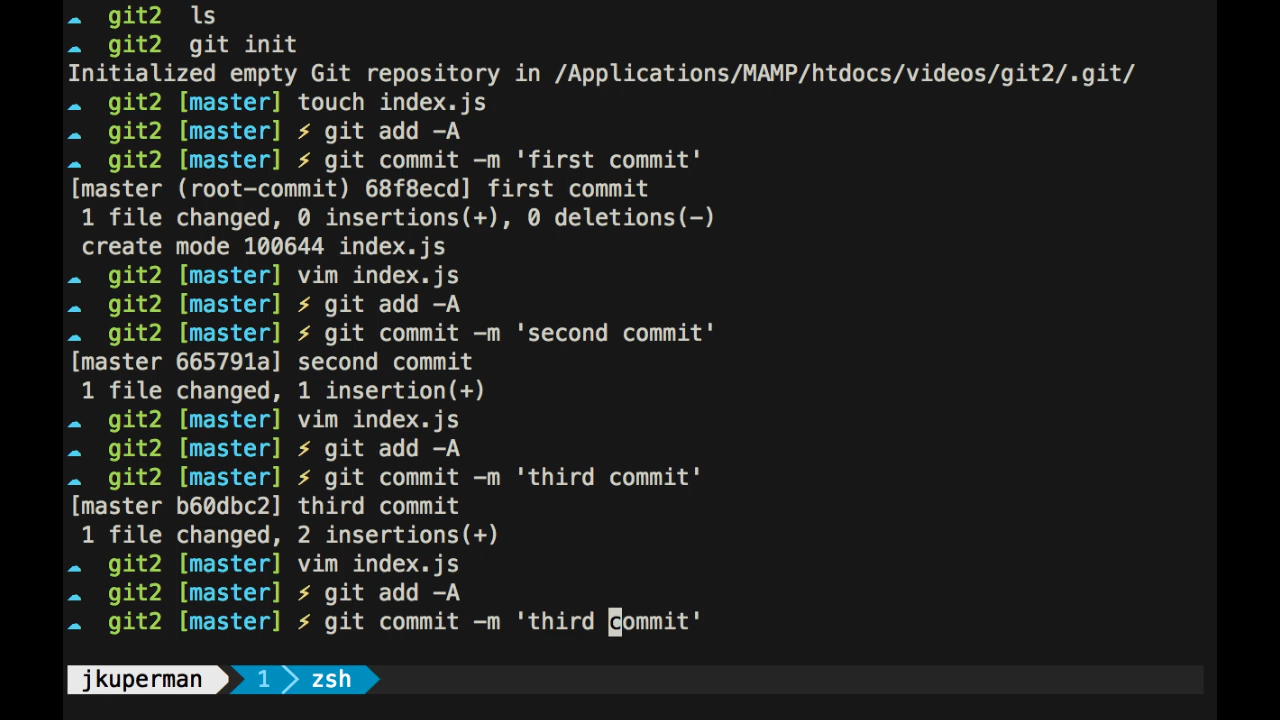 git2 ls
git2 git init
Initialized empty Git repository in /Applications/MAMP/htdocs/videos/git2/.git/
git2 [master] touch index.js
git2 [master] ⚡ git add -A
git2 [master] ⚡ git commit -m 'first commit'
[master (root-commit) 68f8ecd] first commit
1 file changed, 0 insertions(+), 0 deletions(-)
create mode 100644 index.js
git2 [master] vim index.js
git2 [master] ⚡ git add -A
git2 [master] ⚡ git commit -m 'second commit'
[master 665791a] second commit
1 file changed, 1 insertion(+)
git2 [master] vim index.js
git2 [master] ⚡ git add -A
git2 [master] ⚡ git commit -m 'third commit'
[master b60dbc2] third commit
1 file changed, 2 insertions(+)
git2 [master] vim index.js
git2 [master] ⚡ git add -A
git2 [master] ⚡ git commit -m 'third commit'
jkuperman 1 zsh